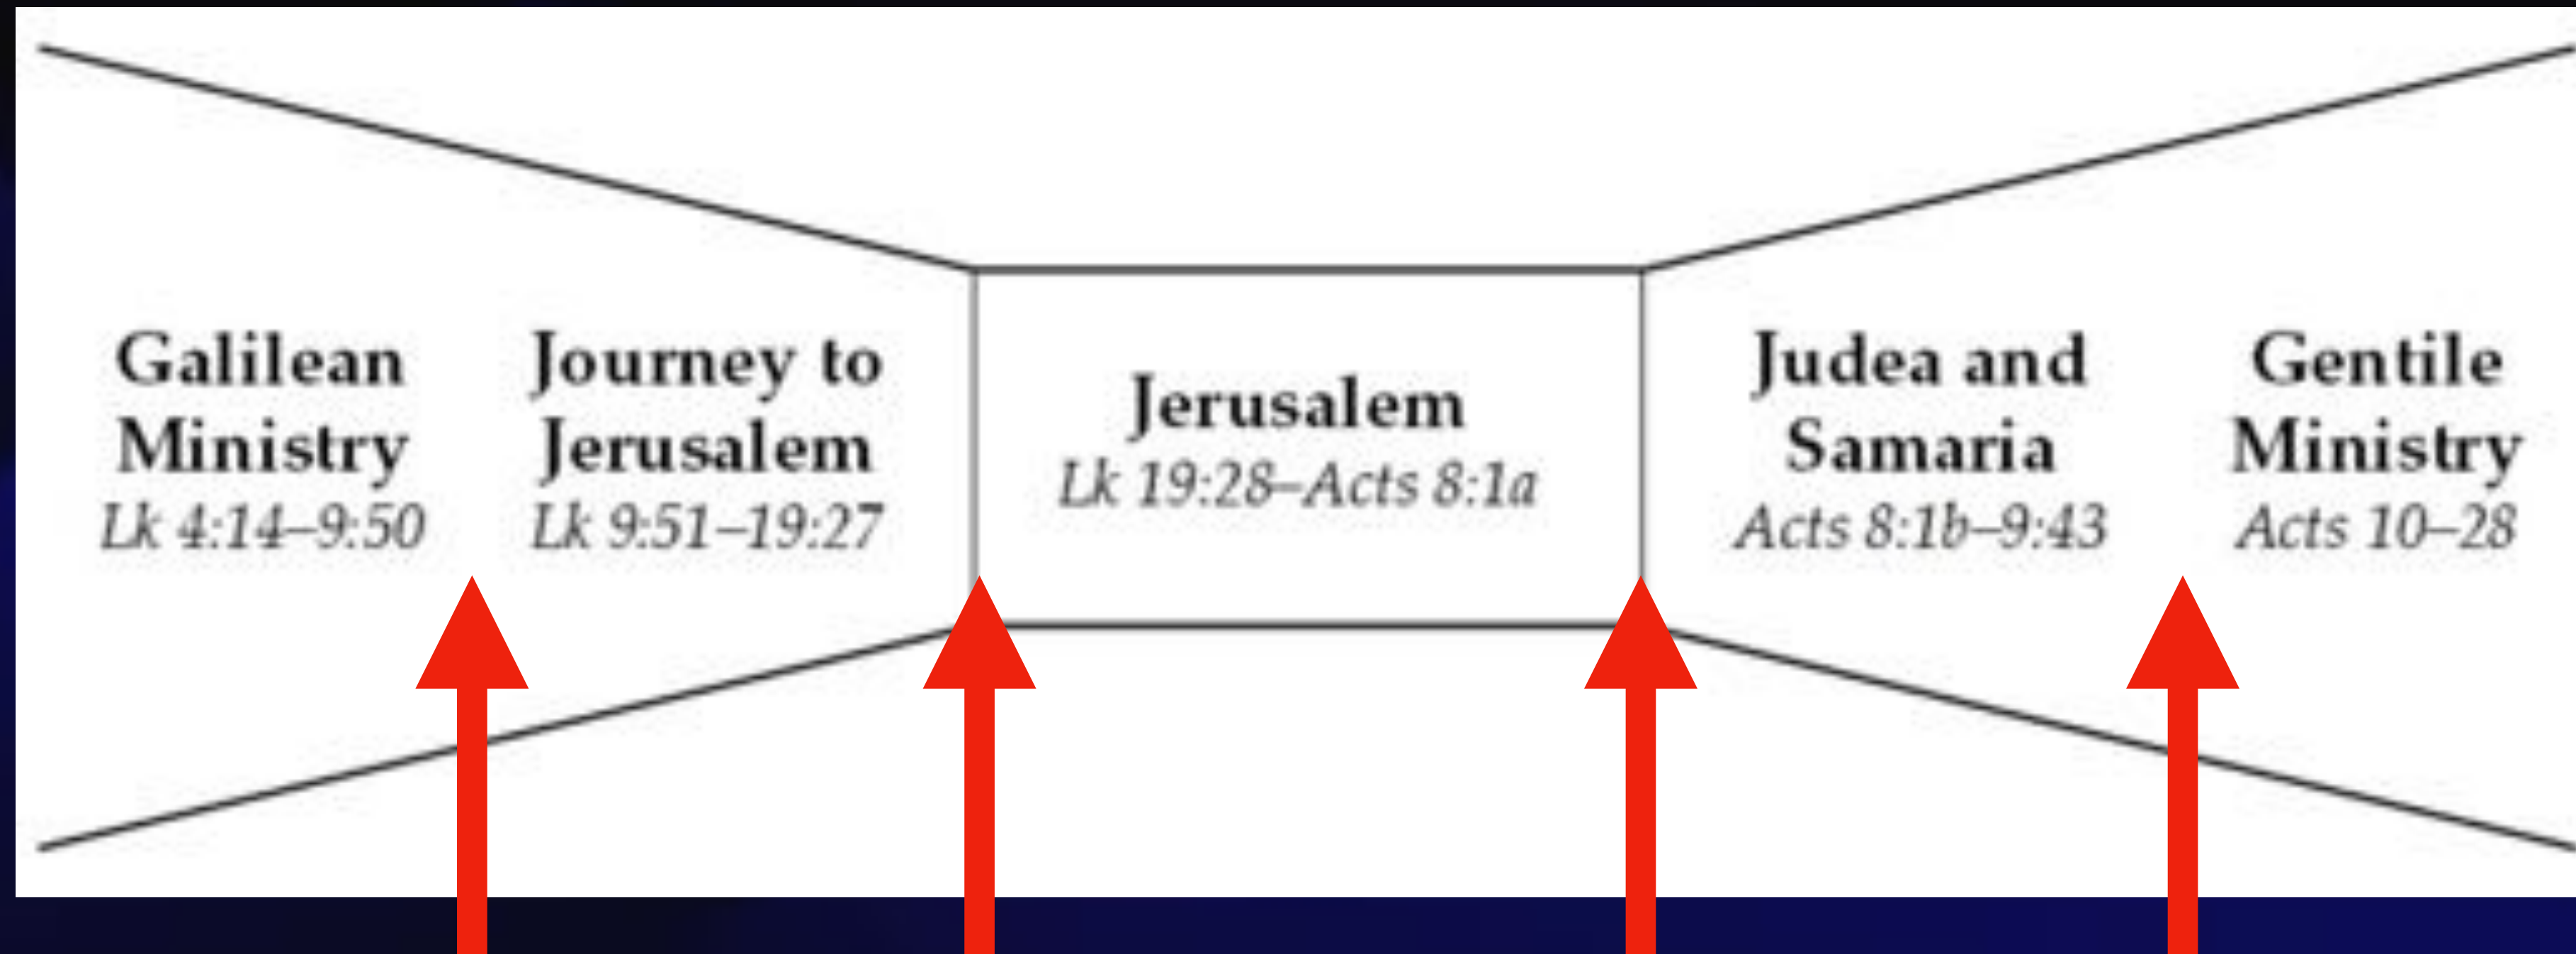 Galilean
Ministry
Lk 4:14–9:50
Journey to
Jerusalem
Lk 9:51–19:27
Jerusalem
Lk 19:28–Acts 8:1a
Judea and
Samaria
Acts 8:1b–9:43
Gentile
Ministry
Acts 10–28